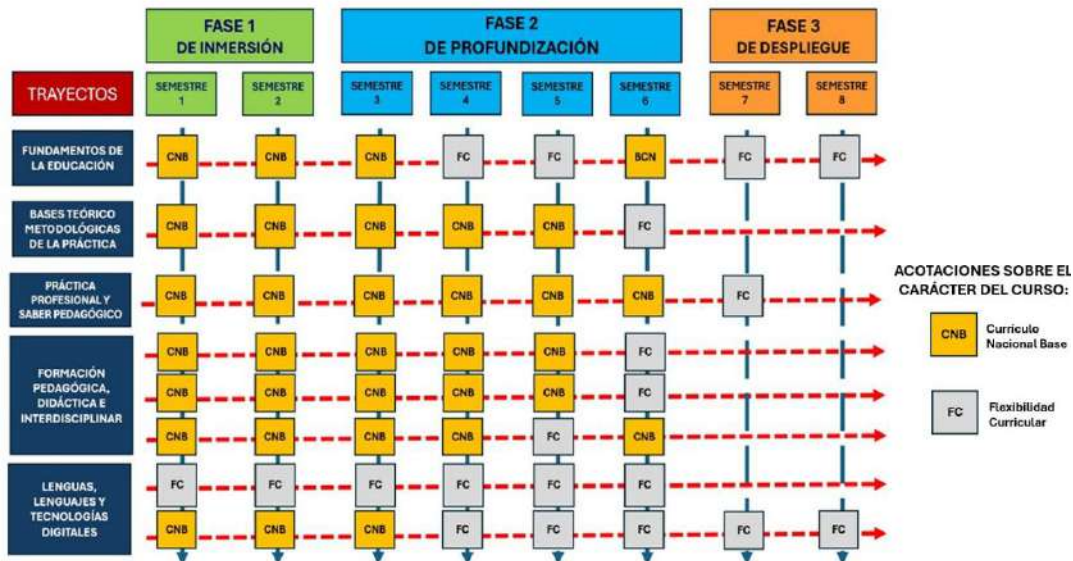 FASE 1
DE INMERSIÓN
FASE 2
DE PROFUNDIZACIÓN
FASE 3
DE DESPLIEGUE
TRAYECTOS
SEMESTRE
1
SEMESTRE
2
SEMESTRE
3
SEMESTRE
4
SEMESTRE
5
SEMESTRE
6
SEMESTRE
7
SEMESTRE
8
FUNDAMENTOS DE
LA EDUCACIÓN
CNB CNB CNB FC FC BCN FC FC
BASES TEÓRICO
METODOLÓGICAS
DE LA PRÁCTICA
CNB CNB CNB CNB CNB FC
PRÁCTICA
PROFESIONAL Y
SABER PEDAGÓGICO
CNB CNB CNB CNB CNB CNB FC
FORMACIÓN
PEDAGÓGICA,
DIDÁCTICA E
INTERDISCIPLINAR
CNB CNB CNB CNB CNB FC
CNB CNB CNB CNB CNB FC
CNB CNB CNB CNB FC CNB
LENGUAS,
LENGUAJES Y
TECNOLOGÍAS
DIGITALES
FC FC FC FC FC FC
CNB CNB CNB FC FC FC FC FC
ACOTACIONES SOBRE EL
CARÁCTER DEL CURSO:
CNB
Currículo
Nacional Base
FC
Flexibilidad
Curricular